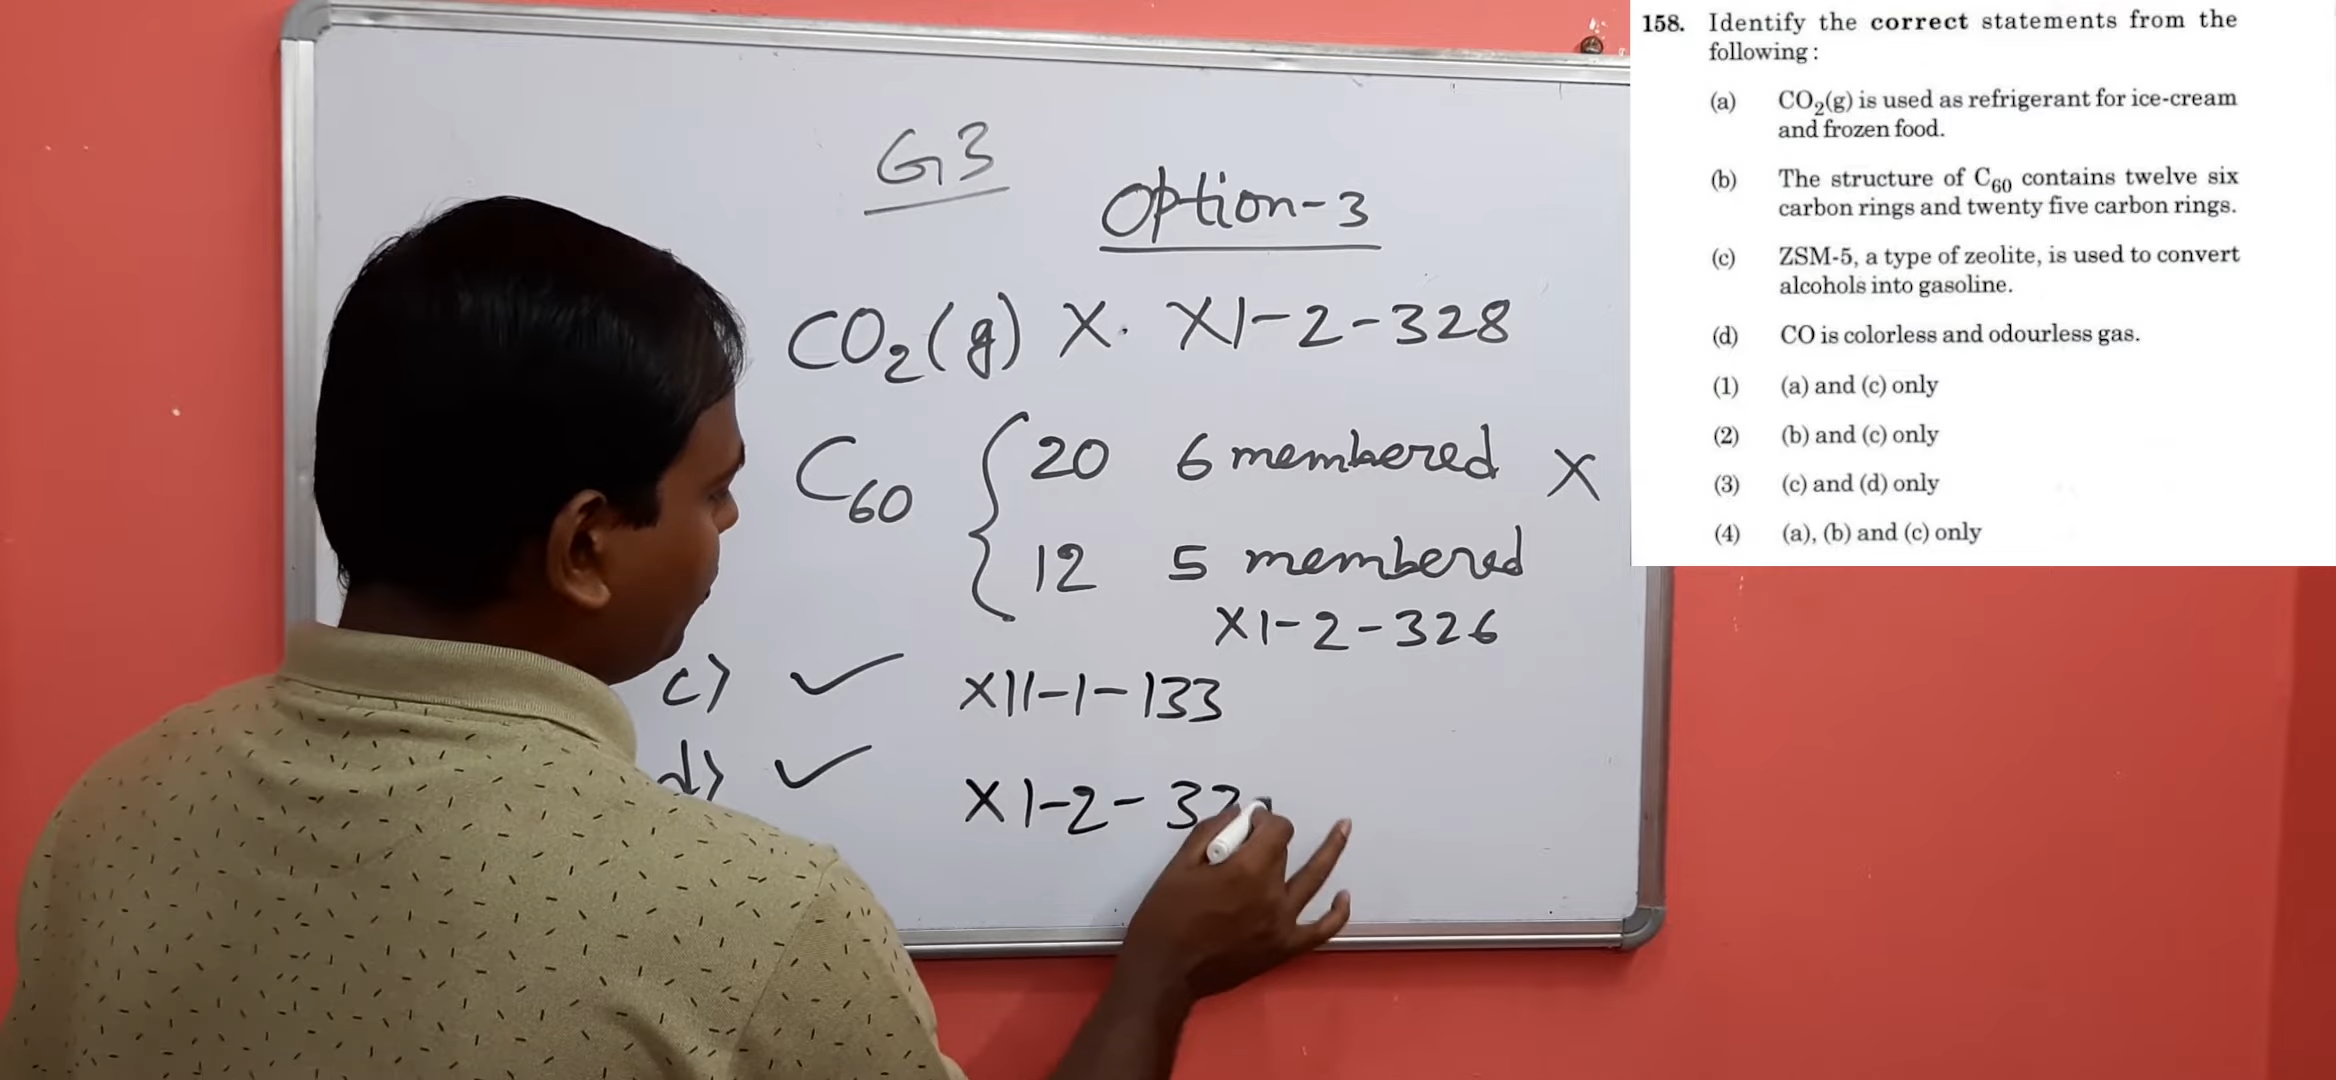 G3
Option-3
CO₂(g) X. XI-2-328
C₆₀ { 20 6 membered X
12 5 membered
XI-2-326
c) ✓ XII-1-133
d) ✓ XI-2-32
158. Identify the correct statements from the
following :
(a) CO₂(g) is used as refrigerant for ice-cream
and frozen food.
(b) The structure of C₆₀ contains twelve six
carbon rings and twenty five carbon rings.
(c) ZSM-5, a type of zeolite, is used to convert
alcohols into gasoline.
(d) CO is colorless and odourless gas.
(1) (a) and (c) only
(2) (b) and (c) only
(3) (c) and (d) only
(4) (a), (b) and (c) only